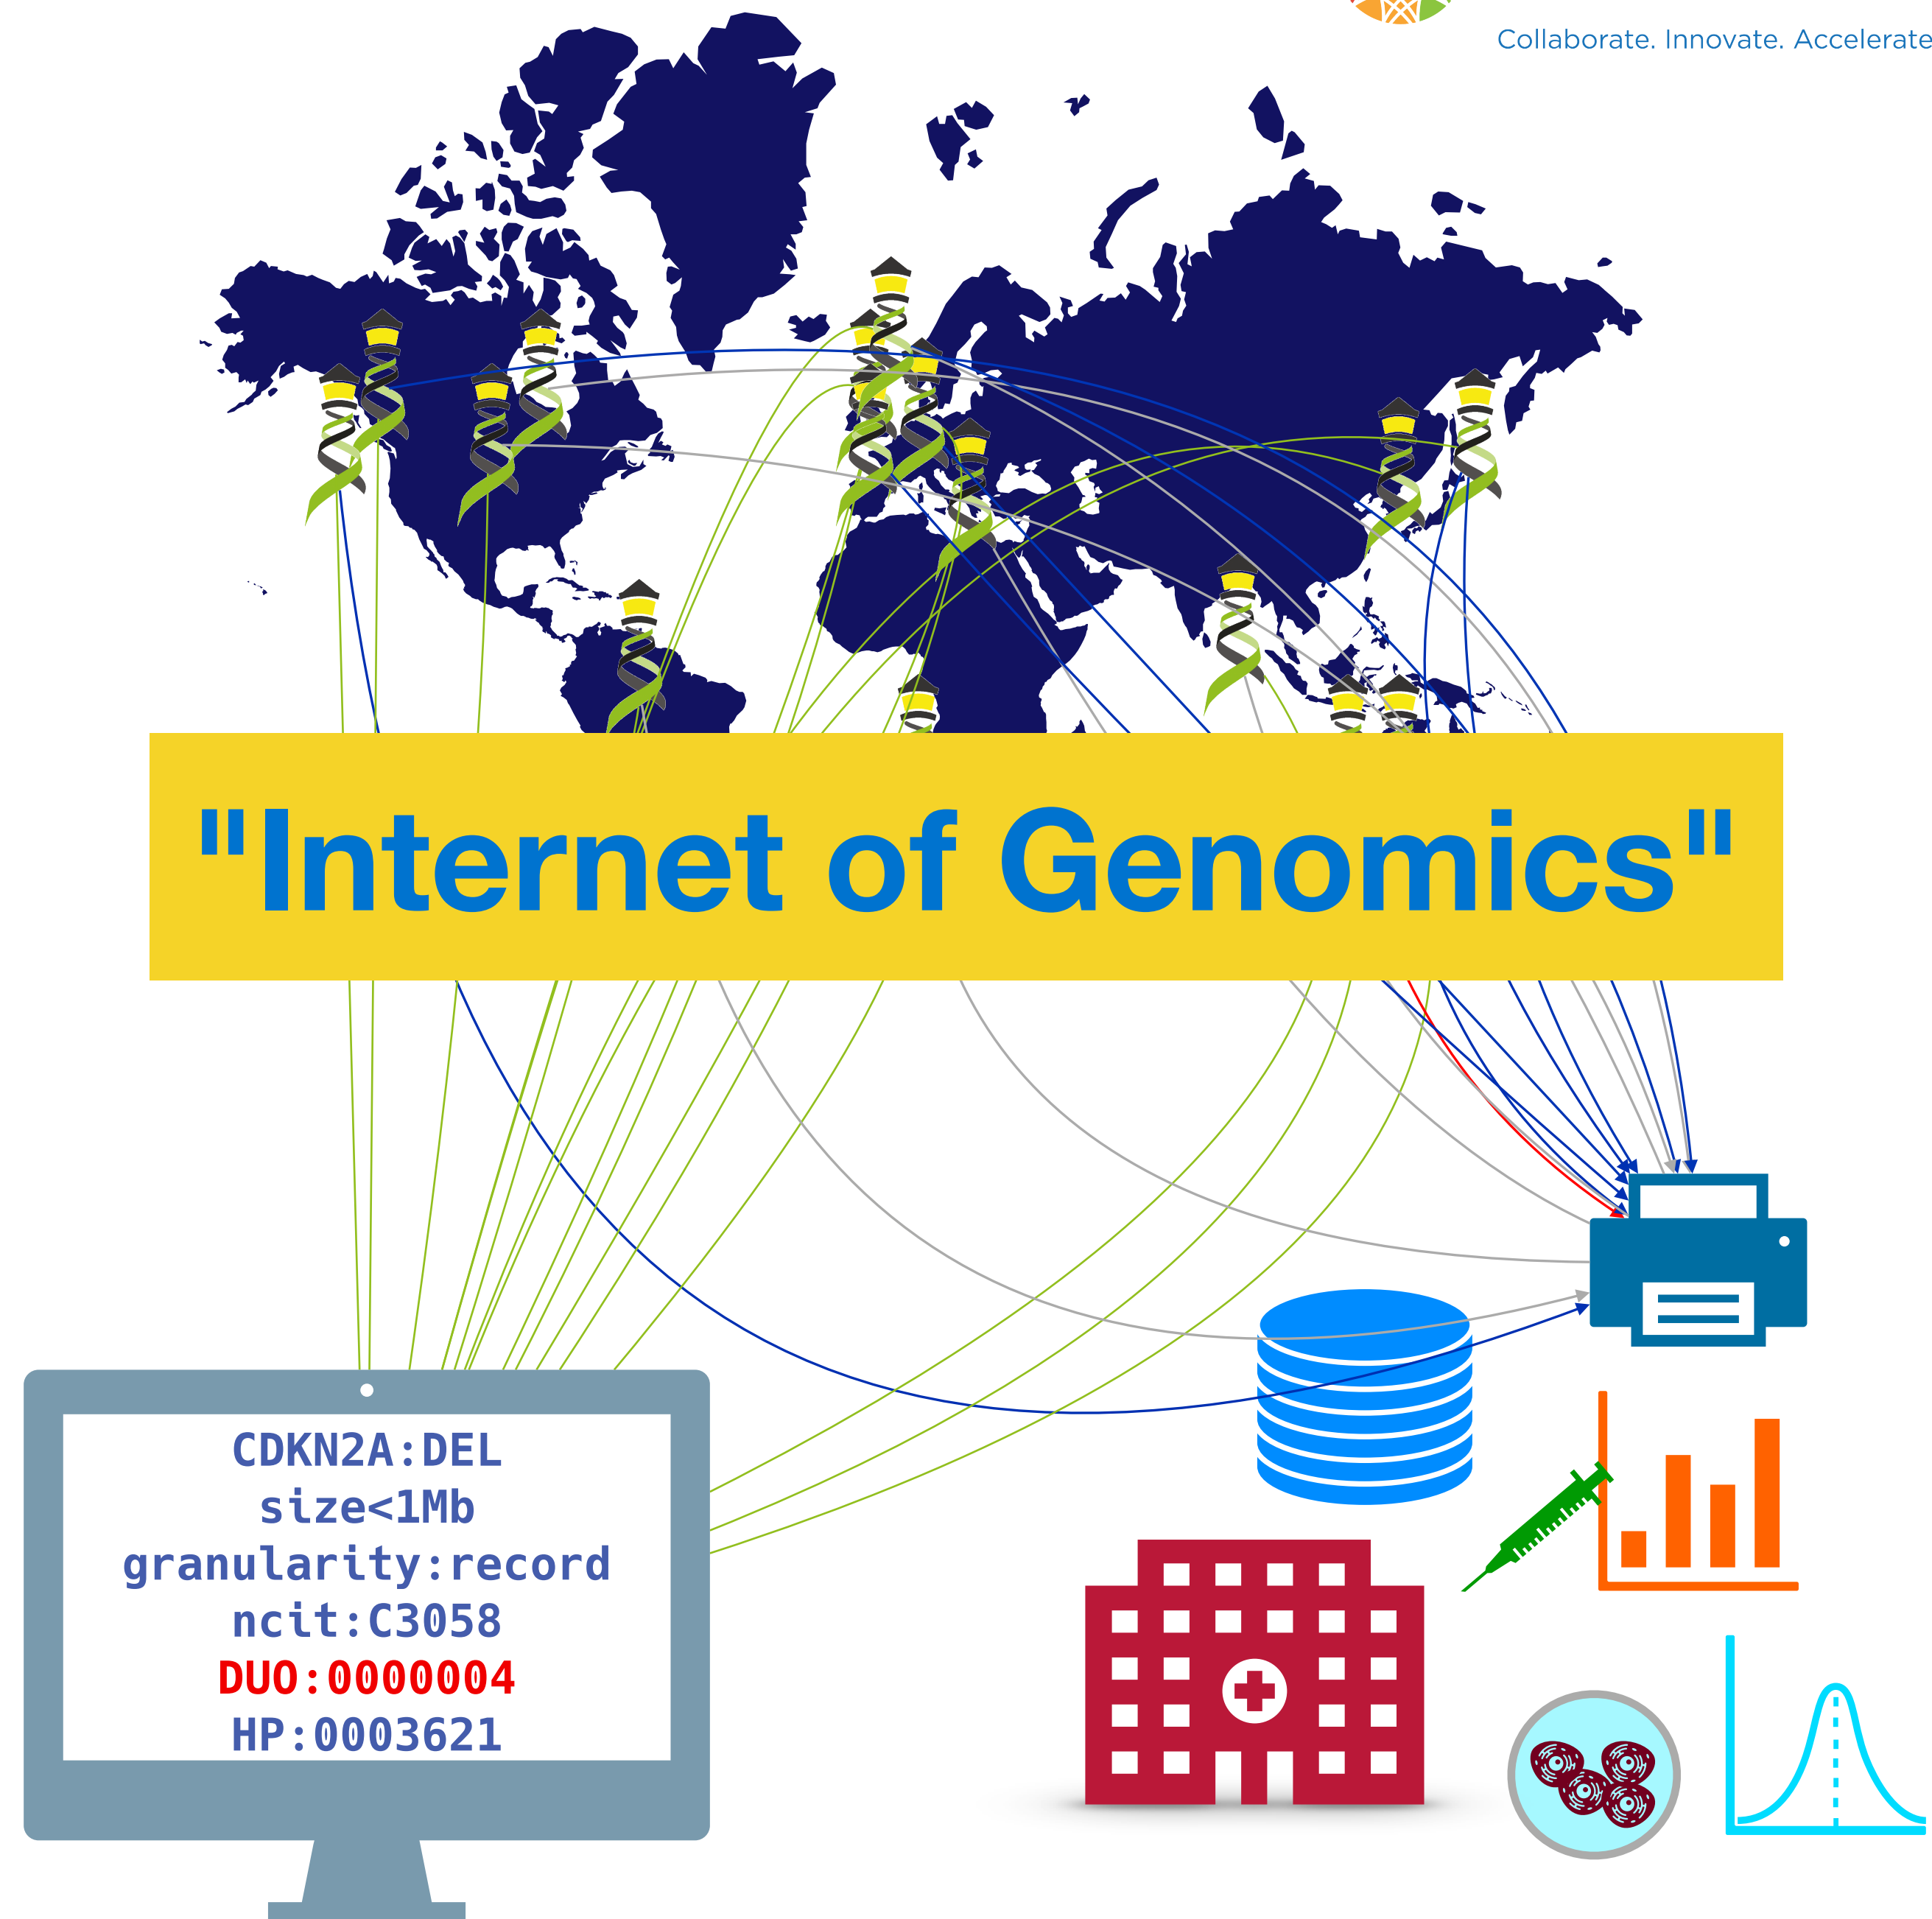 Collaborate. Innovate. Accelerate
"Internet of Genomics"
CDKN2A:DEL
size<1Mb
granularity:record
ncit:C3058
DUO:0000004
HP:0003621